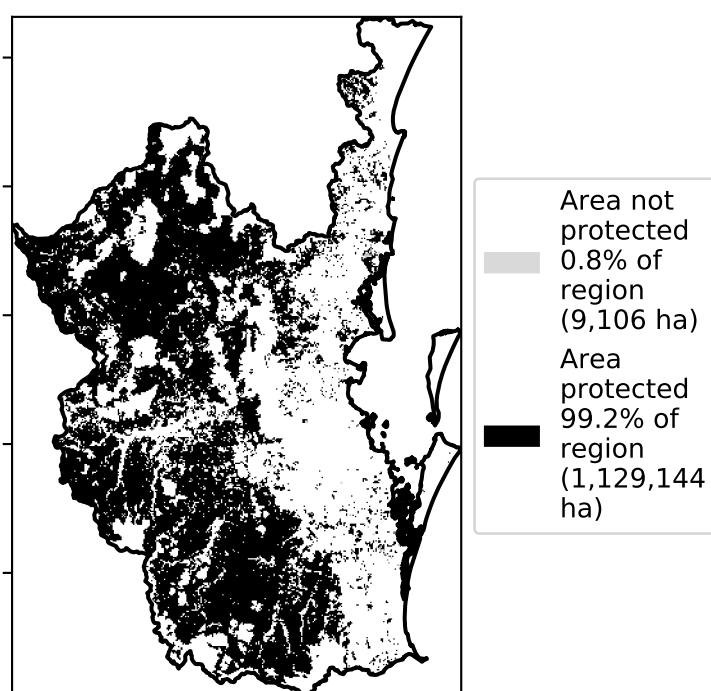 Area not
protected
0.8% of
region
(9,106 ha)
Area
protected
99.2% of
region
(1,129,144
ha)